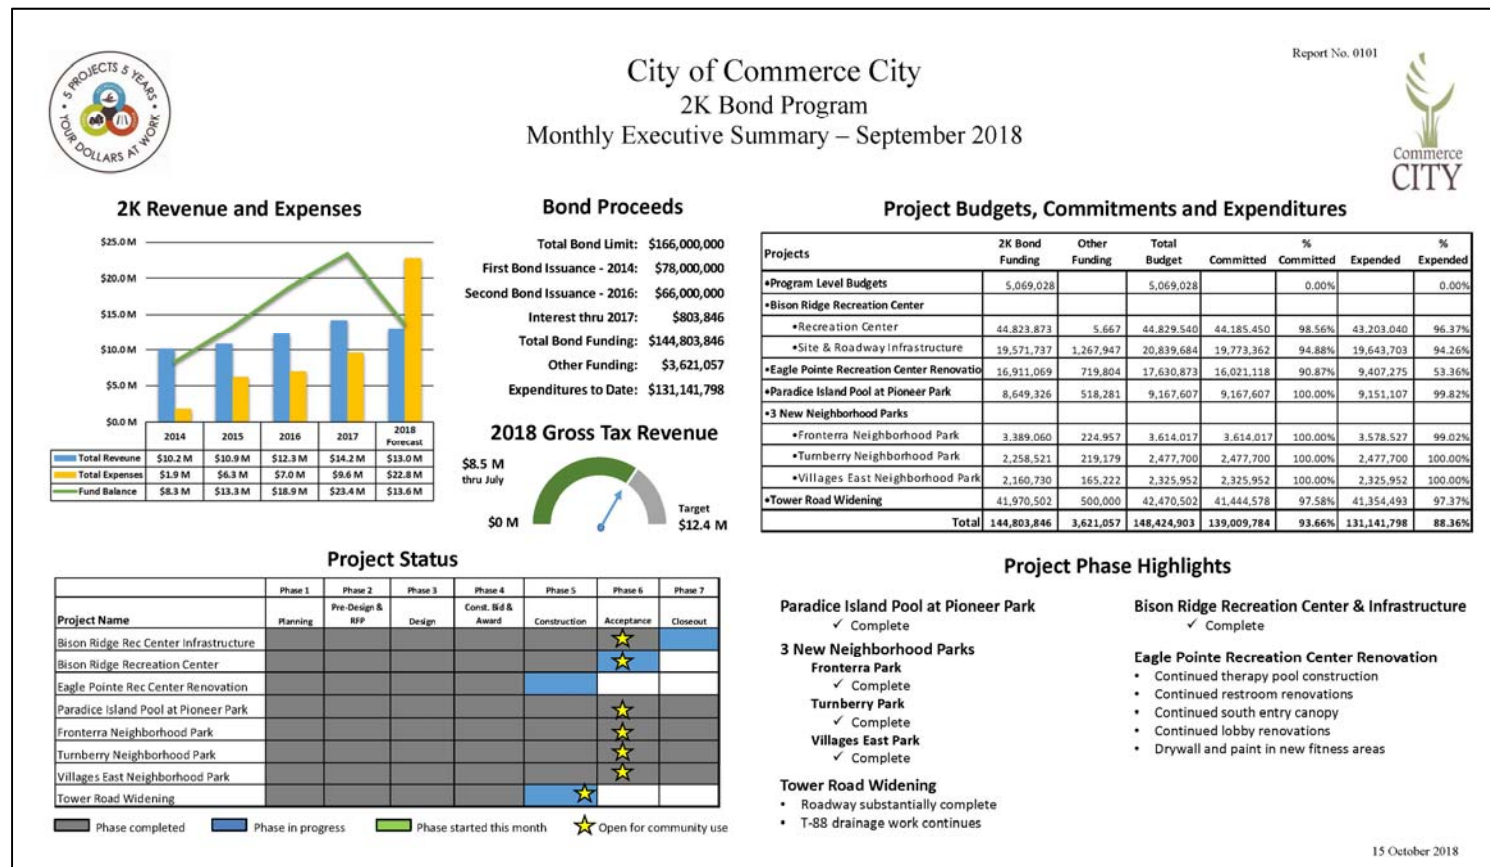 5 PROJECTS 5 YEARS
YOUR DOLLARS AT WORK
City of Commerce City
2K Bond Program
Monthly Executive Summary – September 2018
Report No. 0101
Commerce
CITY
2K Revenue and Expenses
$25.0 M
$20.0 M
$15.0 M
$10.0 M
$5.0 M
$0.0 M
2014 2015 2016 2017 2018 Forecast
Total Reveune $10.2 M $10.9 M $12.3 M $14.2 M $13.0 M
Total Expenses $1.9 M $6.3 M $7.0 M $9.6 M $22.8 M
Fund Balance $8.3 M $13.3 M $18.9 M $23.4 M $13.6 M
Bond Proceeds
Total Bond Limit: $166,000,000
First Bond Issuance - 2014: $78,000,000
Second Bond Issuance - 2016: $66,000,000
Interest thru 2017: $803,846
Total Bond Funding: $144,803,846
Other Funding: $3,621,057
Expenditures to Date: $131,141,798
2018 Gross Tax Revenue
$8.5 M
thru July
$0 M
Target
$12.4 M
Project Budgets, Commitments and Expenditures
Projects 2K Bond Funding Other Funding Total Budget Committed % Committed Expended % Expended
•Program Level Budgets 5,069,028 5,069,028 0.00% 0.00%
•Bison Ridge Recreation Center
•Recreation Center 44,823,873 5,667 44,829,540 44,185,450 98.56% 43,203,040 96.37%
•Site & Roadway Infrastructure 19,571,737 1,267,947 20,839,684 19,773,362 94.88% 19,643,703 94.26%
•Eagle Pointe Recreation Center Renovatio 16,911,069 719,804 17,630,873 16,021,118 90.87% 9,407,275 53.36%
•Paradice Island Pool at Pioneer Park 8,649,326 518,281 9,167,607 9,167,607 100.00% 9,151,107 99.82%
•3 New Neighborhood Parks
•Fronterra Neighborhood Park 3,389,060 224,957 3,614,017 3,614,017 100.00% 3,578,527 99.02%
•Turnberry Neighborhood Park 2,258,521 219,179 2,477,700 2,477,700 100.00% 2,477,700 100.00%
•Villages East Neighborhood Park 2,160,730 165,222 2,325,952 2,325,952 100.00% 2,325,952 100.00%
•Tower Road Widening 41,970,502 500,000 42,470,502 41,444,578 97.58% 41,354,493 97.37%
Total 144,803,846 3,621,057 148,424,903 139,009,784 93.66% 131,141,798 88.36%
Project Status
Phase 1 Phase 2 Phase 3 Phase 4 Phase 5 Phase 6 Phase 7
Project Name Planning Pre-Design & RFP Design Const. Bid & Award Construction Acceptance Closeout
Bison Ridge Rec Center Infrastructure
Bison Ridge Recreation Center
Eagle Pointe Rec Center Renovation
Paradice Island Pool at Pioneer Park
Fronterra Neighborhood Park
Turnberry Neighborhood Park
Villages East Neighborhood Park
Tower Road Widening
Phase completed Phase in progress Phase started this month Open for community use
Project Phase Highlights
Paradice Island Pool at Pioneer Park
✓ Complete
3 New Neighborhood Parks
Fronterra Park
✓ Complete
Turnberry Park
✓ Complete
Villages East Park
✓ Complete
Tower Road Widening
• Roadway substantially complete
• T-88 drainage work continues
Bison Ridge Recreation Center & Infrastructure
✓ Complete
Eagle Pointe Recreation Center Renovation
• Continued therapy pool construction
• Continued restroom renovations
• Continued south entry canopy
• Continued lobby renovations
• Drywall and paint in new fitness areas
15 October 2018